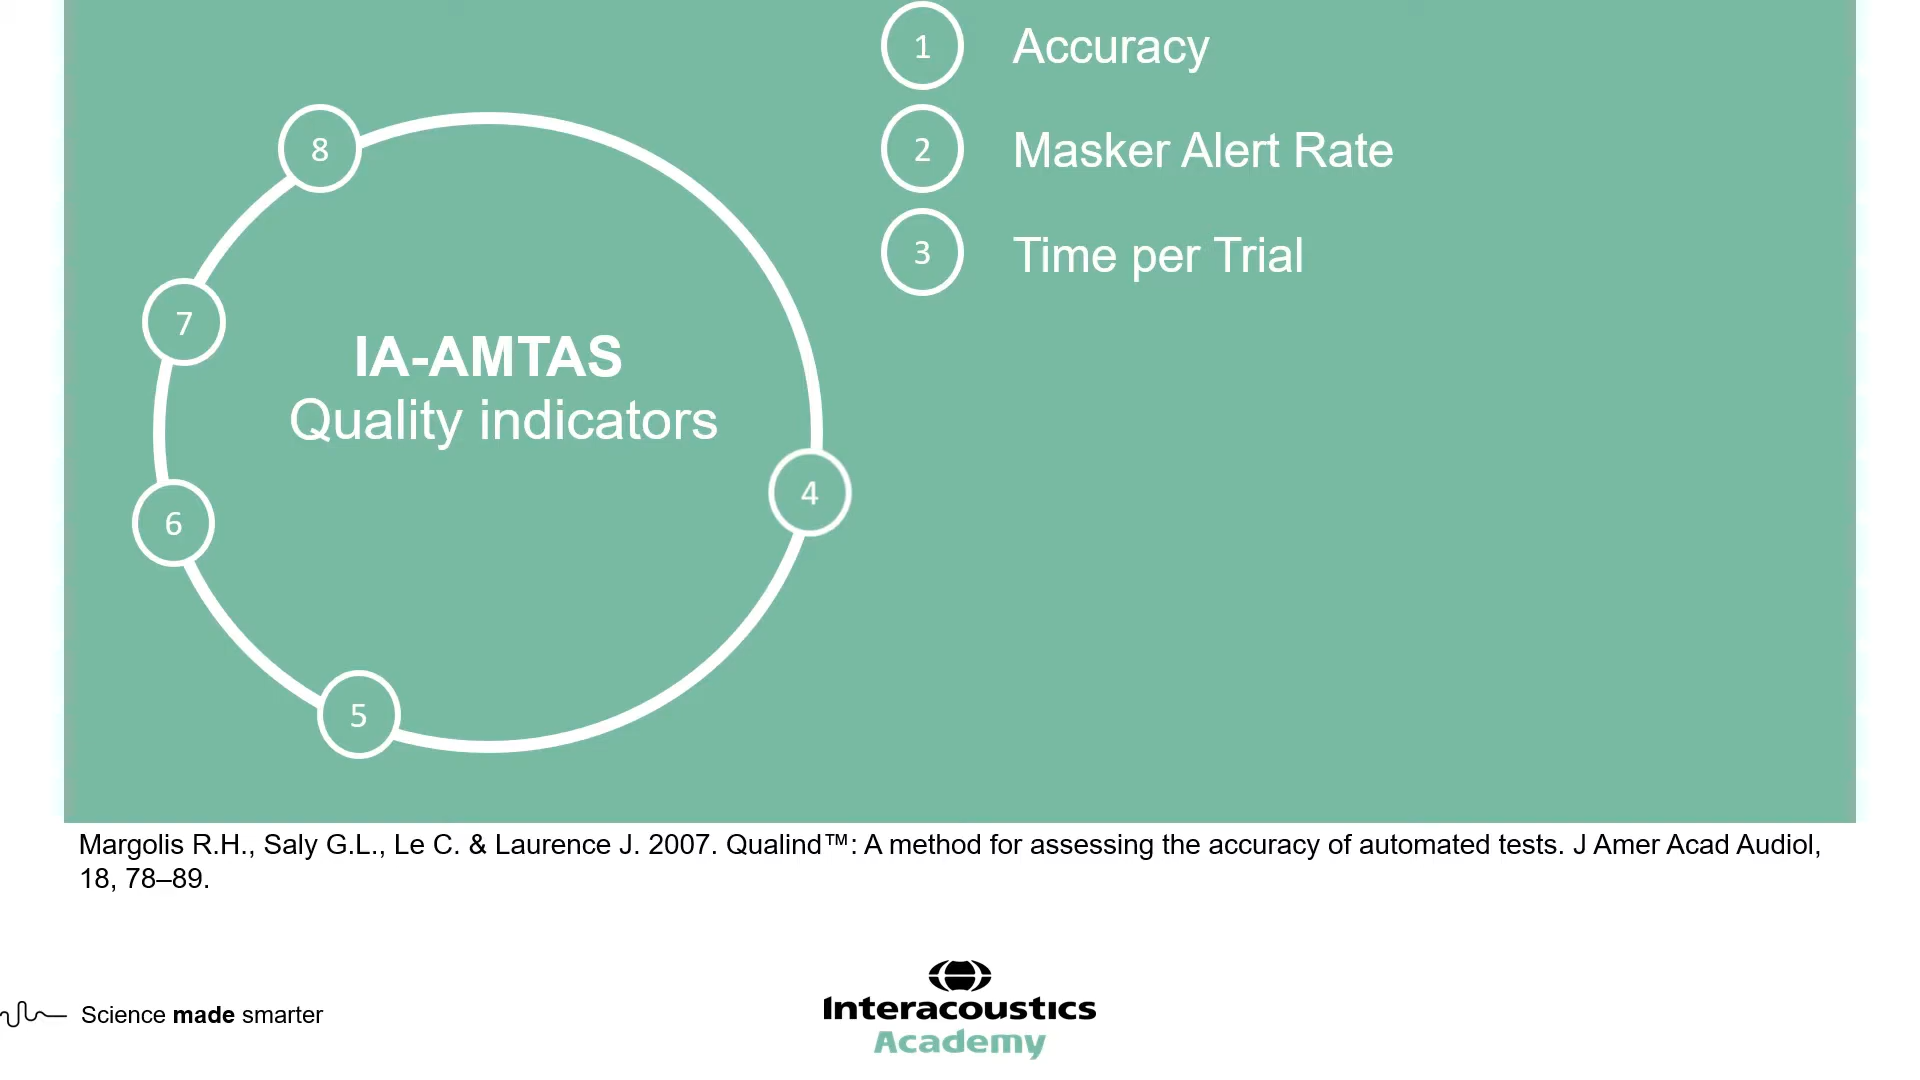 1 Accuracy
2 Masker Alert Rate
3 Time per Trial
8
7
IA-AMTAS
Quality indicators
4
6
5
Margolis R.H., Saly G.L., Le C. & Laurence J. 2007. Qualind™: A method for assessing the accuracy of automated tests. J Amer Acad Audiol,
18, 78–89.
Science made smarter
Interacoustics
Academy